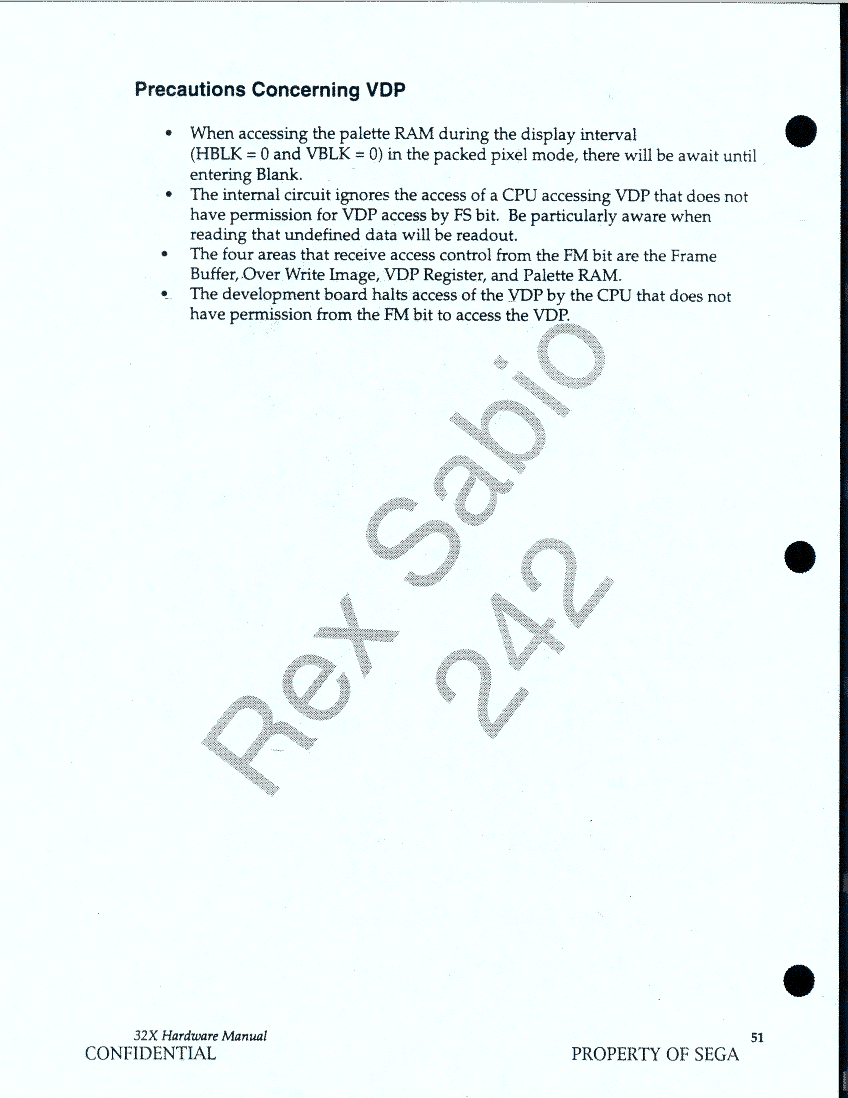 Precautions Concerning VDP
• When accessing the palette RAM during the display interval
(HBLK = 0 and VBLK = 0) in the packed pixel mode, there will be await until
entering Blank.
• The internal circuit ignores the access of a CPU accessing VDP that does not
have permission for VDP access by FS bit. Be particularly aware when
reading that undefined data will be readout.
• The four areas that receive access control from the FM bit are the Frame
Buffer, Over Write Image, VDP Register, and Palette RAM.
• The development board halts access of the VDP by the CPU that does not
have permission from the FM bit to access the VDP.
Rex Sabio
242
32X Hardware Manual
51
CONFIDENTIAL
PROPERTY OF SEGA